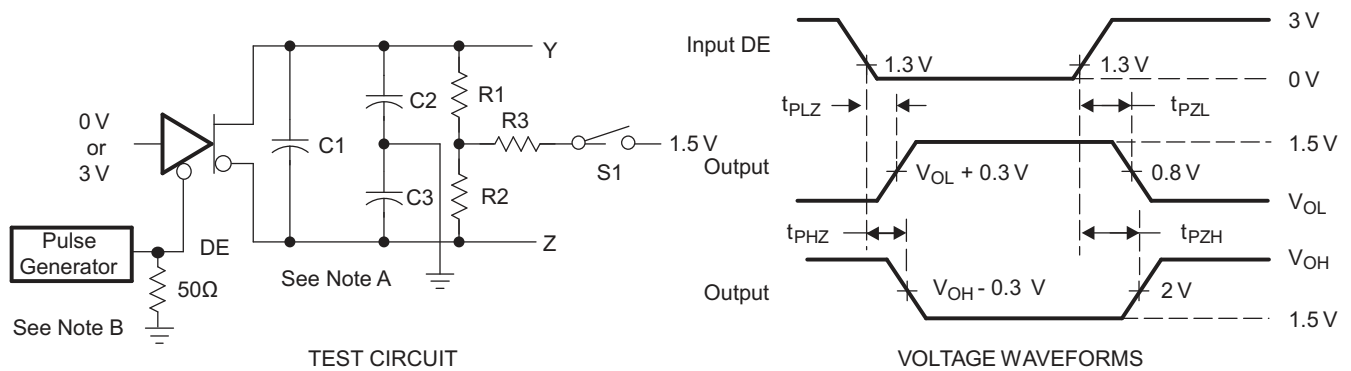 0 V
or
3 V
Pulse
Generator
DE
50Ω
See Note B
C1
C2
C3
R1
R2
R3
S1
1.5 V
Y
Z
See Note A
TEST CIRCUIT
Input DE
1.3 V
1.3 V
3 V
0 V
tPLZ
tPZL
Output
VOL + 0.3 V
0.8 V
1.5 V
VOL
tPHZ
tPZH
Output
VOH - 0.3 V
2 V
VOH
1.5 V
VOLTAGE WAVEFORMS